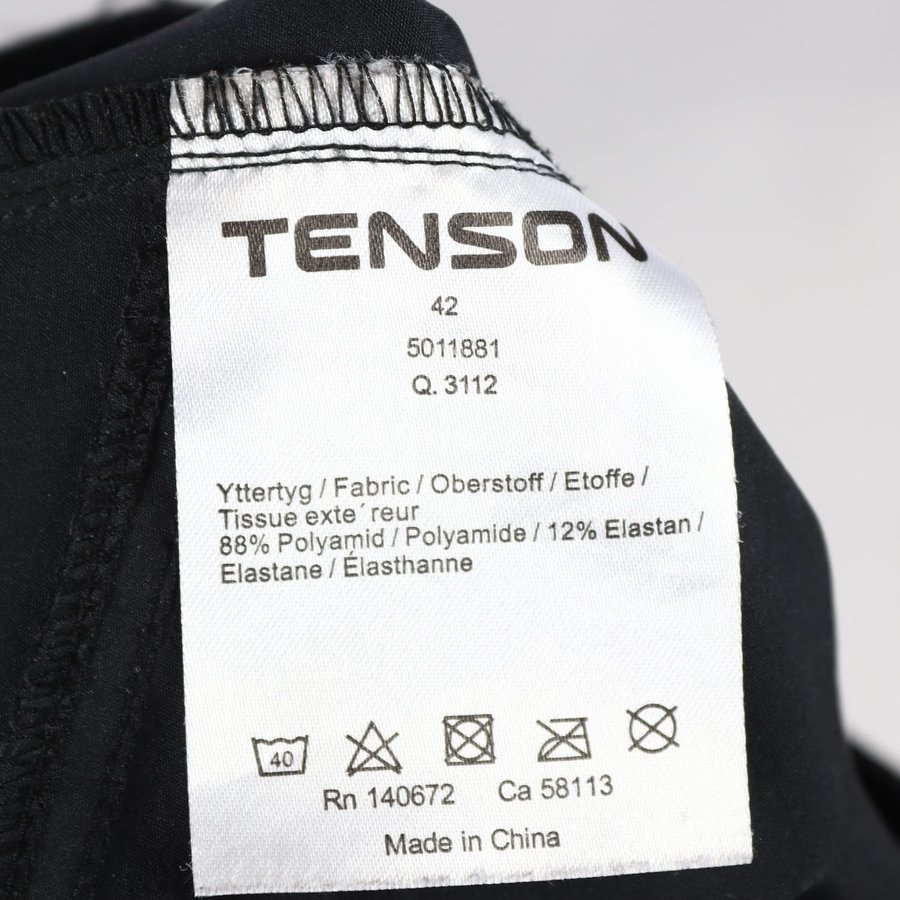 TENSON
42
5011881
Q. 3112
Yttertyg / Fabric / Oberstoff / Etoffe /
Tissue exte´reur
88% Polyamid / Polyamide / 12% Elastan /
Elastane / Élasthanne
40
Rn 140672 Ca 58113
Made in China